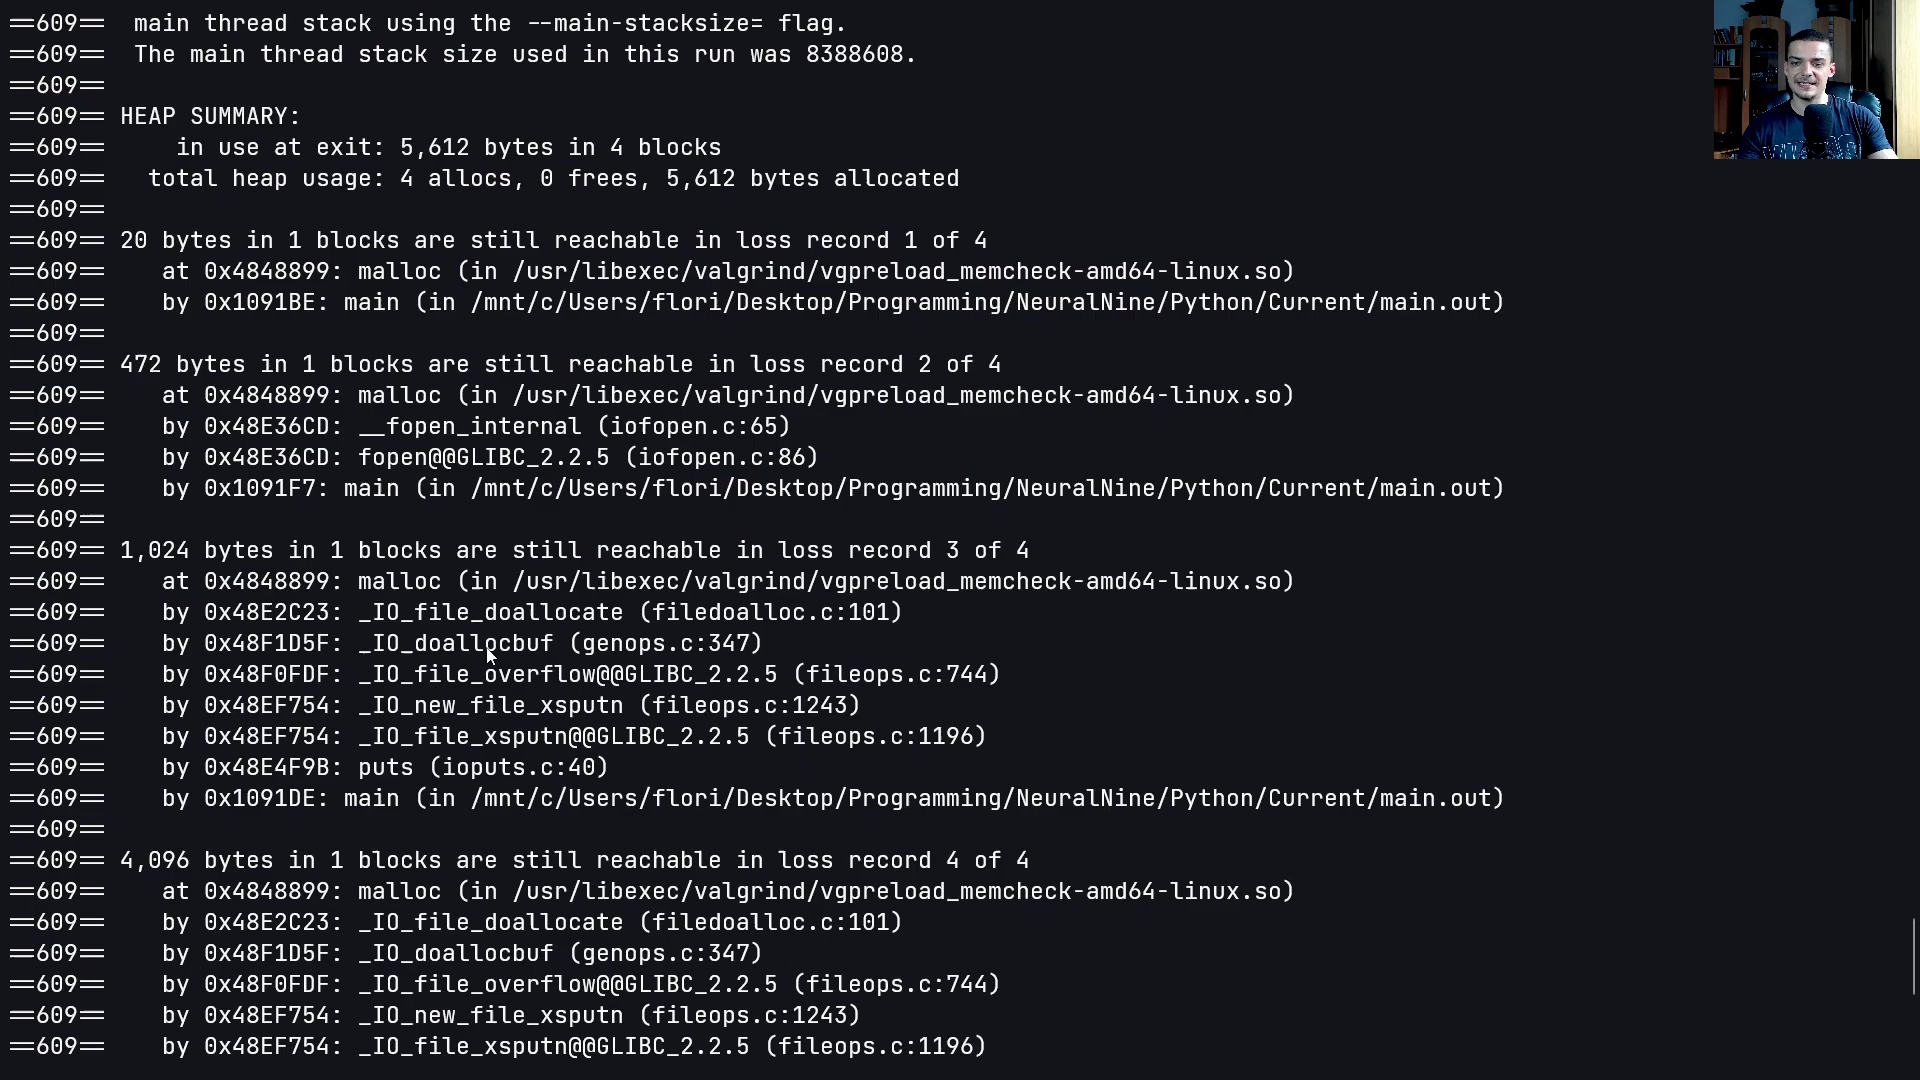 ==609==  main thread stack using the --main-stacksize= flag.
==609==  The main thread stack size used in this run was 8388608.
==609==
==609== HEAP SUMMARY:
==609==     in use at exit: 5,612 bytes in 4 blocks
==609==   total heap usage: 4 allocs, 0 frees, 5,612 bytes allocated
==609==
==609== 20 bytes in 1 blocks are still reachable in loss record 1 of 4
==609==    at 0x4848899: malloc (in /usr/libexec/valgrind/vgpreload_memcheck-amd64-linux.so)
==609==    by 0x1091BE: main (in /mnt/c/Users/flori/Desktop/Programming/NeuralNine/Python/Current/main.out)
==609==
==609== 472 bytes in 1 blocks are still reachable in loss record 2 of 4
==609==    at 0x4848899: malloc (in /usr/libexec/valgrind/vgpreload_memcheck-amd64-linux.so)
==609==    by 0x48E36CD: __fopen_internal (iofopen.c:65)
==609==    by 0x48E36CD: fopen@@GLIBC_2.2.5 (iofopen.c:86)
==609==    by 0x1091F7: main (in /mnt/c/Users/flori/Desktop/Programming/NeuralNine/Python/Current/main.out)
==609==
==609== 1,024 bytes in 1 blocks are still reachable in loss record 3 of 4
==609==    at 0x4848899: malloc (in /usr/libexec/valgrind/vgpreload_memcheck-amd64-linux.so)
==609==    by 0x48E2C23: _IO_file_doallocate (filedoalloc.c:101)
==609==    by 0x48F1D5F: _IO_doallocbuf (genops.c:347)
==609==    by 0x48F0FDF: _IO_file_overflow@@GLIBC_2.2.5 (fileops.c:744)
==609==    by 0x48EF754: _IO_new_file_xsputn (fileops.c:1243)
==609==    by 0x48EF754: _IO_file_xsputn@@GLIBC_2.2.5 (fileops.c:1196)
==609==    by 0x48E4F9B: puts (ioputs.c:40)
==609==    by 0x1091DE: main (in /mnt/c/Users/flori/Desktop/Programming/NeuralNine/Python/Current/main.out)
==609==
==609== 4,096 bytes in 1 blocks are still reachable in loss record 4 of 4
==609==    at 0x4848899: malloc (in /usr/libexec/valgrind/vgpreload_memcheck-amd64-linux.so)
==609==    by 0x48E2C23: _IO_file_doallocate (filedoalloc.c:101)
==609==    by 0x48F1D5F: _IO_doallocbuf (genops.c:347)
==609==    by 0x48F0FDF: _IO_file_overflow@@GLIBC_2.2.5 (fileops.c:744)
==609==    by 0x48EF754: _IO_new_file_xsputn (fileops.c:1243)
==609==    by 0x48EF754: _IO_file_xsputn@@GLIBC_2.2.5 (fileops.c:1196)